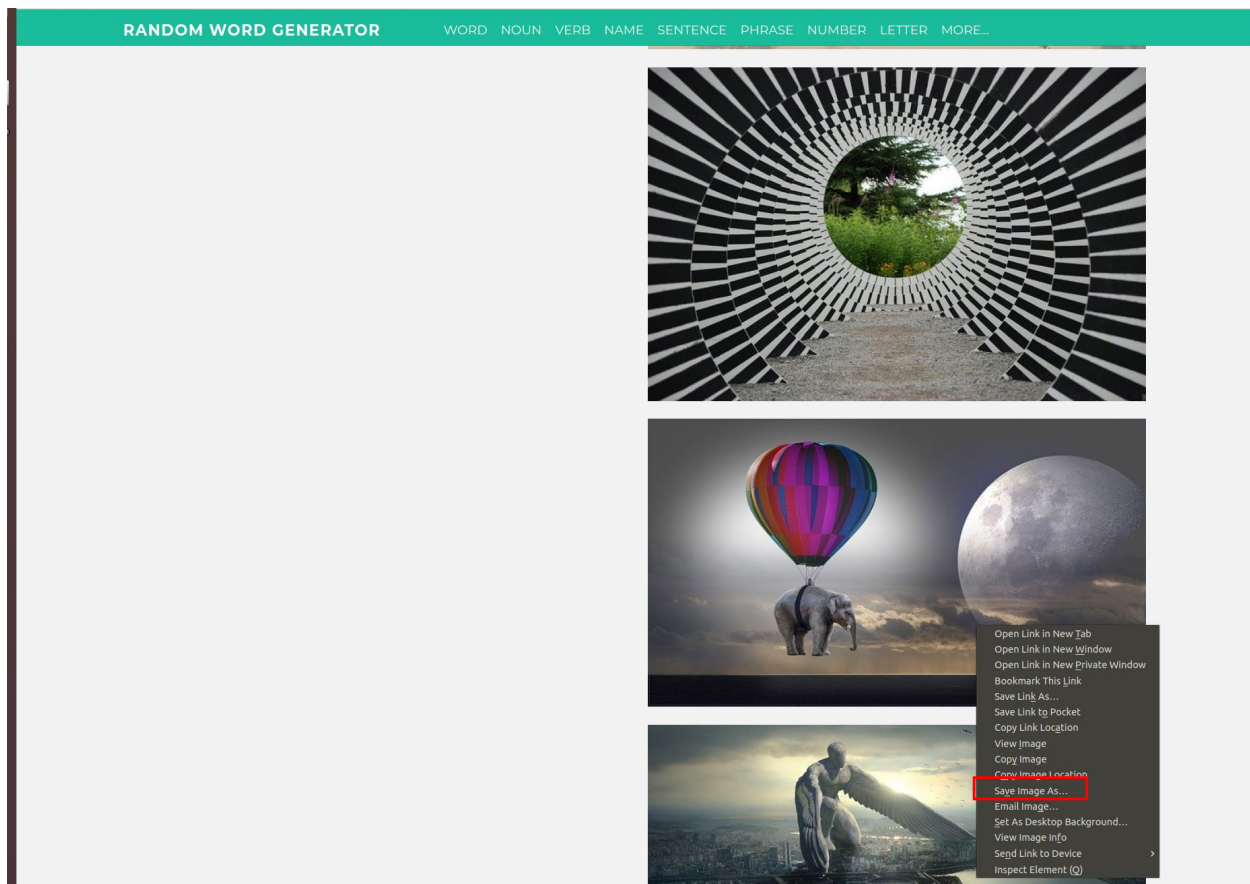 RANDOM WORD GENERATOR WORD NOUN VERB NAME SENTENCE PHRASE NUMBER LETTER MORE...
Open Link in New Tab
Open Link in New Window
Open Link in New Private Window
Bookmark This Link
Save Link As...
Save Link to Pocket
Copy Link Location
View Image
Copy Image
Copy Image Location
Save Image As...
Email Image...
Set As Desktop Background...
View Image Info
Send Link to Device
Inspect Element (Q)